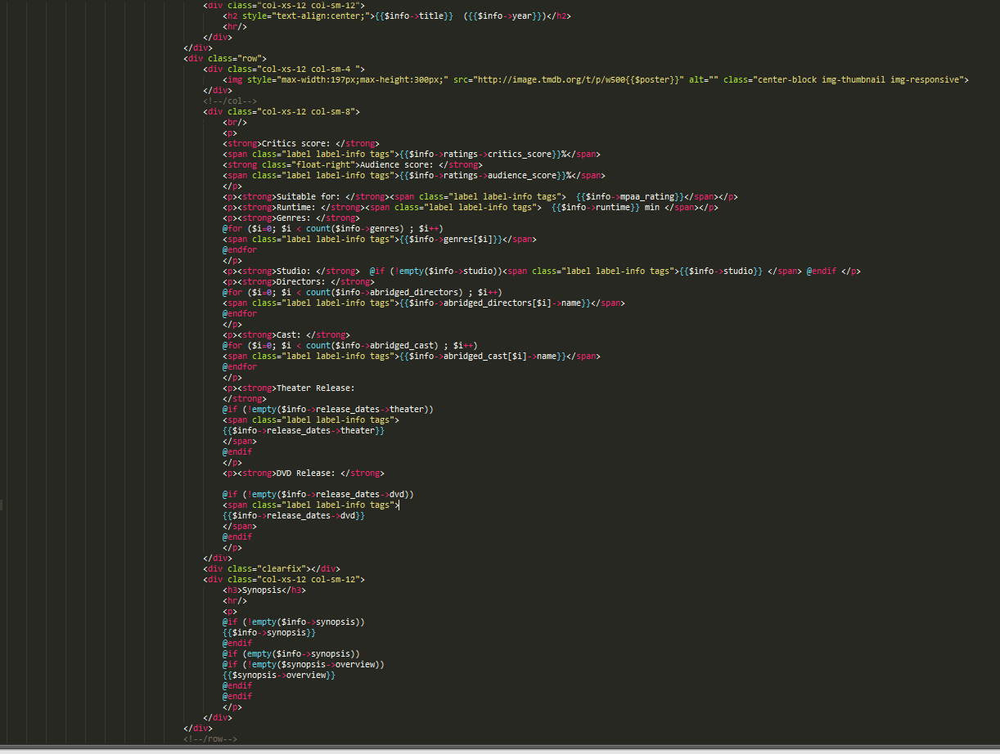 <div class="col-xs-12 col-sm-12">
<h2 style="text-align:center;">{{$info->title}}  ({{$info->year}})</h2>
<hr/>
</div>
</div>
<div class="row">
<div class="col-xs-12 col-sm-4 ">
<img style="max-width:197px;max-height:300px;" src="http://image.tmdb.org/t/p/w500{{$poster}}" alt="" class="center-block img-thumbnail img-responsive">
</div>
<!--/col-->
<div class="col-xs-12 col-sm-8">
<br/>
<p>
<strong>Critics score: </strong>
<span class="label label-info tags">{{$info->ratings->critics_score}}%</span>
<strong class="float-right">Audience score: </strong>
<span class="label label-info tags">{{$info->ratings->audience_score}}%</span>
</p>
<p><strong>Suitable for: </strong><span class="label label-info tags">  {{$info->mpaa_rating}}</span></p>
<p><strong>Runtime: </strong><span class="label label-info tags">  {{$info->runtime}} min </span></p>
<p><strong>Genres: </strong>
@for ($i=0; $i < count($info->genres) ; $i++)
<span class="label label-info tags">{{$info->genres[$i]}}</span>
@endfor
</p>
<p><strong>Studio: </strong>  @if (!empty($info->studio))<span class="label label-info tags">{{$info->studio}} </span> @endif </p>
<p><strong>Directors: </strong>
@for ($i=0; $i < count($info->abridged_directors) ; $i++)
<span class="label label-info tags">{{$info->abridged_directors[$i]->name}}</span>
@endfor
</p>
<p><strong>Cast: </strong>
@for ($i=0; $i < count($info->abridged_cast) ; $i++)
<span class="label label-info tags">{{$info->abridged_cast[$i]->name}}</span>
@endfor
</p>
<p><strong>Theater Release:
</strong>
@if (!empty($info->release_dates->theater))
<span class="label label-info tags">
{{$info->release_dates->theater}}
</span>
@endif
</p>
<p><strong>DVD Release: </strong>
@if (!empty($info->release_dates->dvd))
<span class="label label-info tags">
{{$info->release_dates->dvd}}
</span>
@endif
</p>
</div>
<div class="clearfix"></div>
<div class="col-xs-12 col-sm-12">
<h3>Synopsis</h3>
<hr/>
<p>
@if (!empty($info->synopsis))
{{$info->synopsis}}
@endif
@if (empty($info->synopsis))
@if (!empty($synopsis->overview))
{{$synopsis->overview}}
@endif
@endif
</p>
</div>
</div>
<!--/row-->